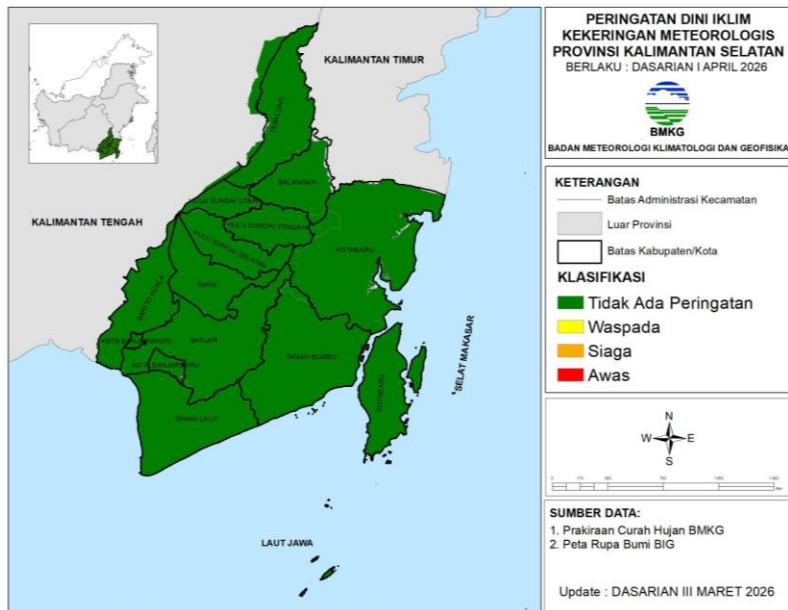 KALIMANTAN TIMUR
TABALONG
BALANGAN
HULU SUNGAI UTARA
KALIMANTAN TENGAH
HULU SUNGAI TENGAH
HULU SUNGAI SELATAN
KOTABARU
TAPIN
BARITO KUALA
KOTA BANJARMASIN
BANJAR
KOTA BANJARBARU
TANAH BUMBU
SELAT MAKASAR
KOTABARU
TANAH LAUT
LAUT JAWA
PERINGATAN DINI IKLIM
KEKERINGAN METEOROLOGIS
PROVINSI KALIMANTAN SELATAN
BERLAKU : DASARIAN I APRIL 2026
BMKG
BADAN METEOROLOGI KLIMATOLOGI DAN GEOFISIKA
KETERANGAN
Batas Administrasi Kecamatan
Luar Provinsi
Batas Kabupaten/Kota
KLASIFIKASI
Tidak Ada Peringatan
Waspada
Siaga
Awas
N
W E
S
SUMBER DATA:
1. Prakiraan Curah Hujan BMKG
2. Peta Rupa Bumi BIG
Update : DASARIAN III MARET 2026